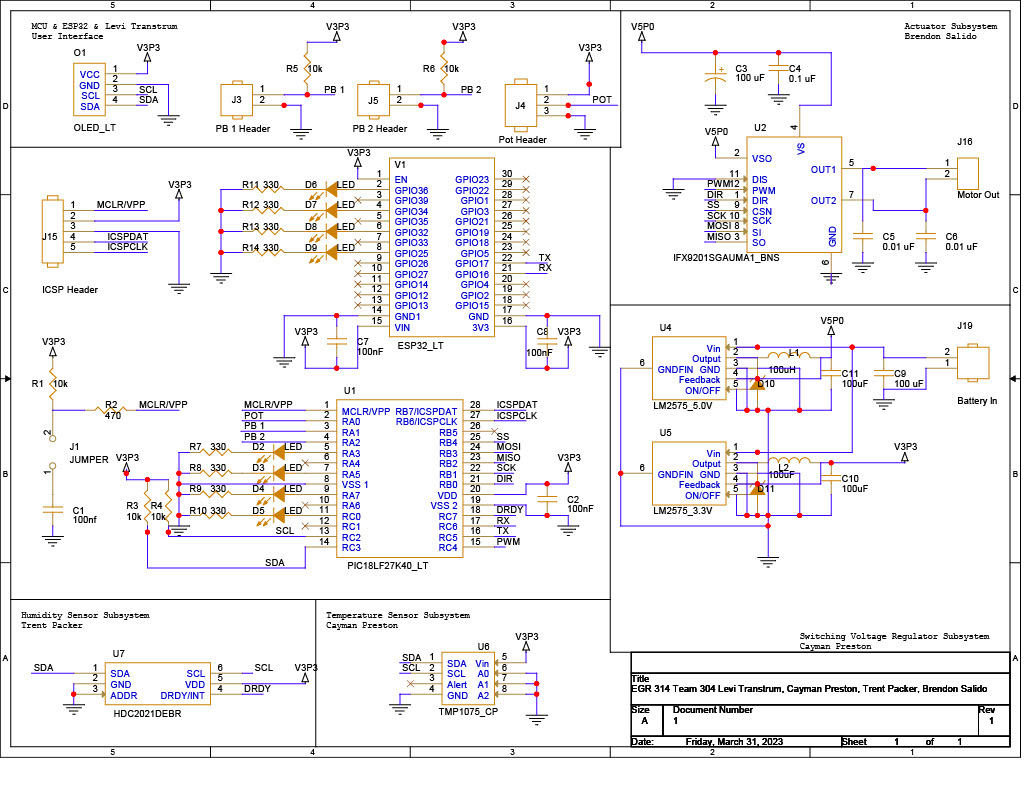 5
4
3
2
1
MCU & ESP32 & Levi Transtrum
User Interface
O1
V3P3
VCC 1
GND 2
SCL 3 SCL
SDA 4 SDA
OLED_LT
V3P3
R5 10k
J3
1
2
PB 1
PB 1 Header
V3P3
R6 10k
J5
1
2
PB 2
PB 2 Header
V3P3
J4
1
2
3
POT
Pot Header
Actuator Subsystem
Brendon Salido
V5P0
C3
100 uF
C4
0.1 uF
V5P0
U2
4
VS
2 VSO
11 DIS
PWM 12 PWM
DIR 1 DIR
SS 9 CSN
SCK 10 SCK
MOSI 8 SI
MISO 3 SO
OUT1 5
OUT2 7
GND
6
IFX9201SGAUMA1_BNS
J16
1
2
Motor Out
C5
0.01 uF
C6
0.01 uF
D
C
B
A
J15
1 MCLR/VPP
2
3
4 ICSPDAT
5 ICSPCLK
V3P3
ICSP Header
V3P3
V1
R11 330 D6 LED
R12 330 D7 LED
R13 330 D8 LED
R14 330 D9 LED
1 EN
2 GPIO36
3 GPIO39
4 GPIO34
5 GPIO35
6 GPIO32
7 GPIO33
8 GPIO25
9 GPIO26
10 GPIO27
11 GPIO14
12 GPIO12
13 GPIO13
14 GND1
15 VIN
GPIO23 30
GPIO22 29
GPIO1 28
GPIO3 27
GPIO21 26
GPIO19 25
GPIO18 24
GPIO5 23
GPIO17 22 TX
GPIO16 21 RX
GPIO4 20
GPIO2 19
GPIO15 18
GND 17
3V3 16
ESP32_LT
V3P3
C7
100nF
C8
100nF
V3P3
V3P3
R1 10k
R2
470
MCLR/VPP
2
J1
JUMPER
1
C1
100nf
V3P3
R3
10k
R4
10k
SCL
SDA
R7 330 D2 LED
R8 330 D3 LED
R9 330 D4 LED
R10 330 D5 LED
U1
MCLR/VPP 1 MCLR/VPP
POT 2 RA0
PB 1 3 RA1
PB 2 4 RA2
5 RA3
6 RA4
7 RA5
8 VSS 1
9 RA7
10 RA6
11 RC0
12 RC1
13 RC2
14 RC3
RB7/ICSPDAT 28 ICSPDAT
RB6/ICSPCLK 27 ICSPCLK
RB5 26
RB4 25 SS
RB3 24 MOSI
RB2 23 MISO
RB1 22 SCK
RB0 21 DIR
VDD 20
VSS 2 19
RC7 18 DRDY
RC6 17 RX
RC5 16 TX
RC4 15 PWM
PIC18LF27K40_LT
V3P3
C2
100nF
U4
6 GNDFIN
Vin 1
Output 2
GND 3
Feedback 4
ON/OFF 5
LM2575_5.0V
D10
L1
100uH
V5P0
C11
100uF
C9
100 uF
J19
2
1
Battery In
U5
6 GNDFIN
Vin 1
Output 2
GND 3
Feedback 4
ON/OFF 5
LM2575_3.3V
D11
L2
100uH
C10
100uF
V3P3
Switching Voltage Regulator Subsystem
Cayman Preston
Humidity Sensor Subsystem
Trent Packer
U7
SDA 1 SDA
2 GND
3 ADDR
SCL 6 SCL
VDD 5
DRDY/INT 4 DRDY
V3P3
HDC2021DEBR
Temperature Sensor Subsystem
Cayman Preston
U6
SDA 1 SDA
SCL 2 SCL
3 Alert
4 GND
Vin 5
A0 6
A1 7
A2 8
V3P3
TMP1075_CP
Title
EGR 314 Team 304 Levi Transtrum, Cayman Preston, Trent Packer, Brendon Salido
Size
A
Document Number
1
Rev
1
Date: Friday, March 31, 2023 Sheet 1 of 1
5
4
3
2
1